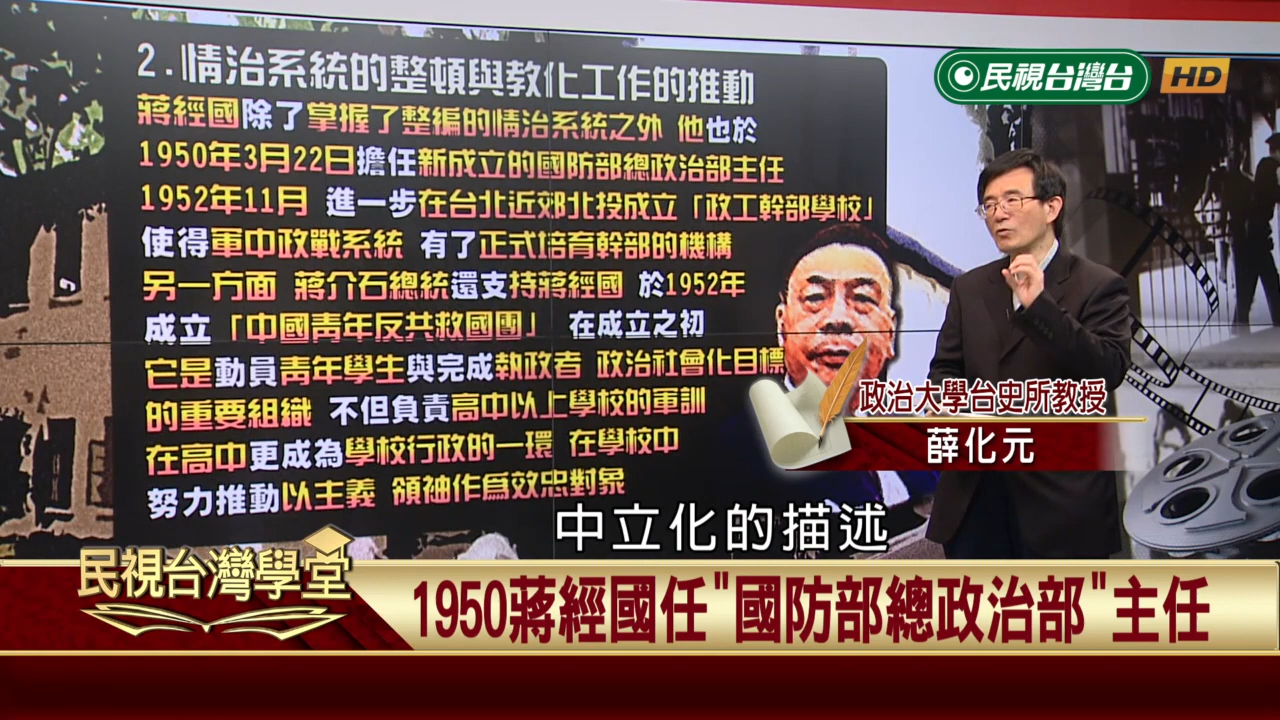 2.情治系統的整頓與教化工作的推動
蔣經國除了掌握了整編的情治系統之外 他也於
1950年3月22日擔任新成立的國防部總政治部主任
1952年11月 進一步在台北近郊北投成立「政工幹部學校」
使得軍中政戰系統 有了正式培育幹部的機構
另一方面 蔣介石總統還支持蔣經國 於1952年
成立「中國青年反共救國團」 在成立之初
它是動員青年學生與完成執政者 政治社會化目標
的重要組織 不但負責高中以上學校的軍訓
在高中更成為學校行政的一環 在學校中
努力推動以主義 領袖作為效忠對象
民視台灣台 HD
政治大學台史所教授
薛化元
中立化的描述
民視台灣學堂
1950蔣經國任"國防部總政治部"主任